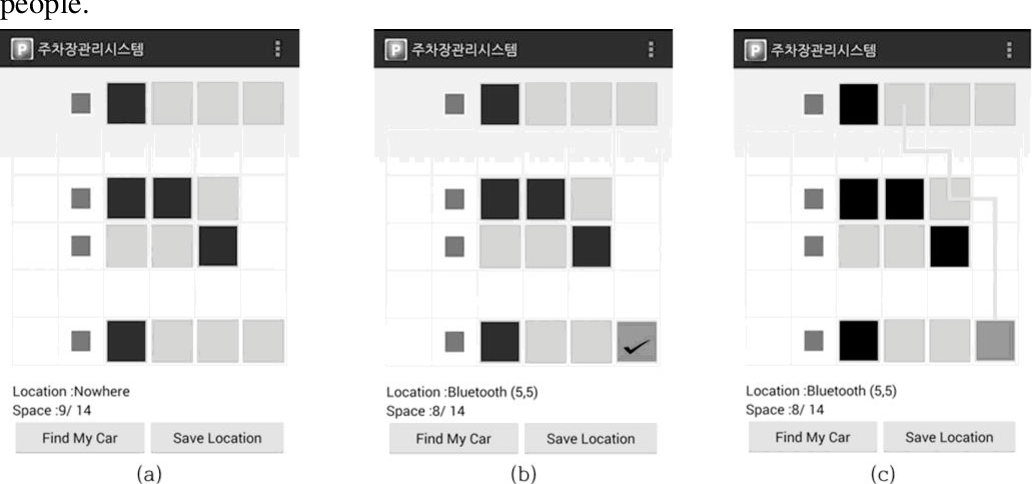 people.
P 주차장관리시스템
Location :Nowhere
Space :9/ 14
Find My Car Save Location
(a)
P 주차장관리시스템
Location :Bluetooth (5,5)
Space :8/ 14
Find My Car Save Location
(b)
P 주차장관리시스템
Location :Bluetooth (5,5)
Space :8/ 14
Find My Car Save Location
(c)